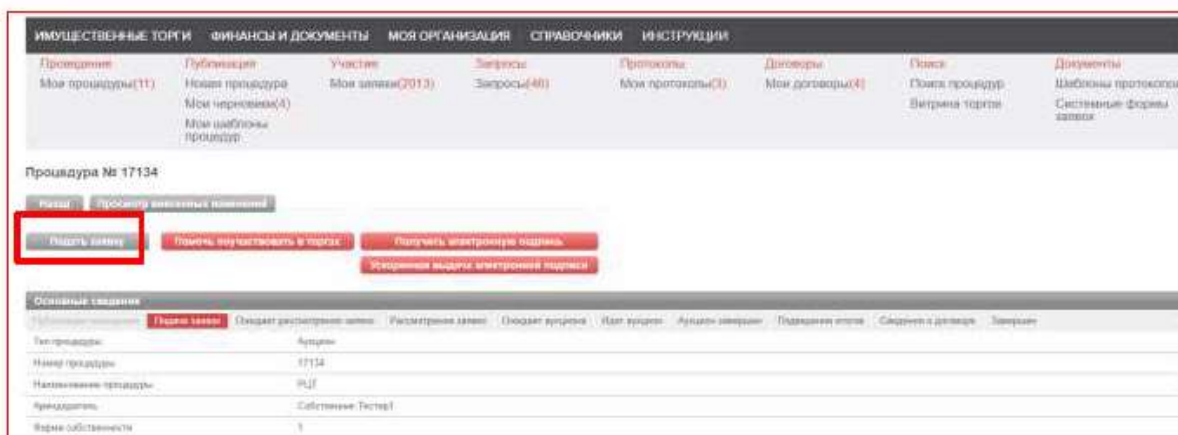 ИМУЩЕСТВЕННЫЕ ТОРГИ ФИНАНСЫ И ДОКУМЕНТЫ МОЯ ОРГАНИЗАЦИЯ СПРАВОЧНИКИ ИНСТРУКЦИИ
Проведение Публикация Участие Запросы Протоколы Договоры Поиск Документы
Мои процедуры(11) Новая процедура Мои заявки(2013) Запросы(46) Мои протоколы(3) Мои договоры(4) Поиск процедур Шаблоны протоколов
Мои черновики(4) Витрина торгов Системные формы
Мои шаблоны заявок
процедур
Процедура № 17134
Назад Просмотр внесенных изменений
Подать заявку Помочь поучаствовать в торгах Получить электронную подпись
Ускоренная выдача электронной подписи
Основные сведения
Публикация извещения Подача заявок Ожидает рассмотрения заявок Рассмотрение заявок Ожидает аукциона Идет аукцион Аукцион завершен Подведение итогов Сведения о договоре Завершен
Тип процедуры Аукцион
Номер процедуры 17134
Наименование процедуры РЦТ
Арендодатель Собственник Тестер1
Форма собственности 1